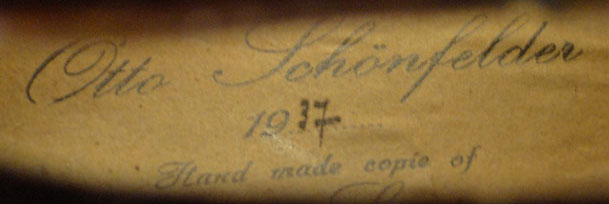 Otto Schönfelder
1937
Hand made copie of